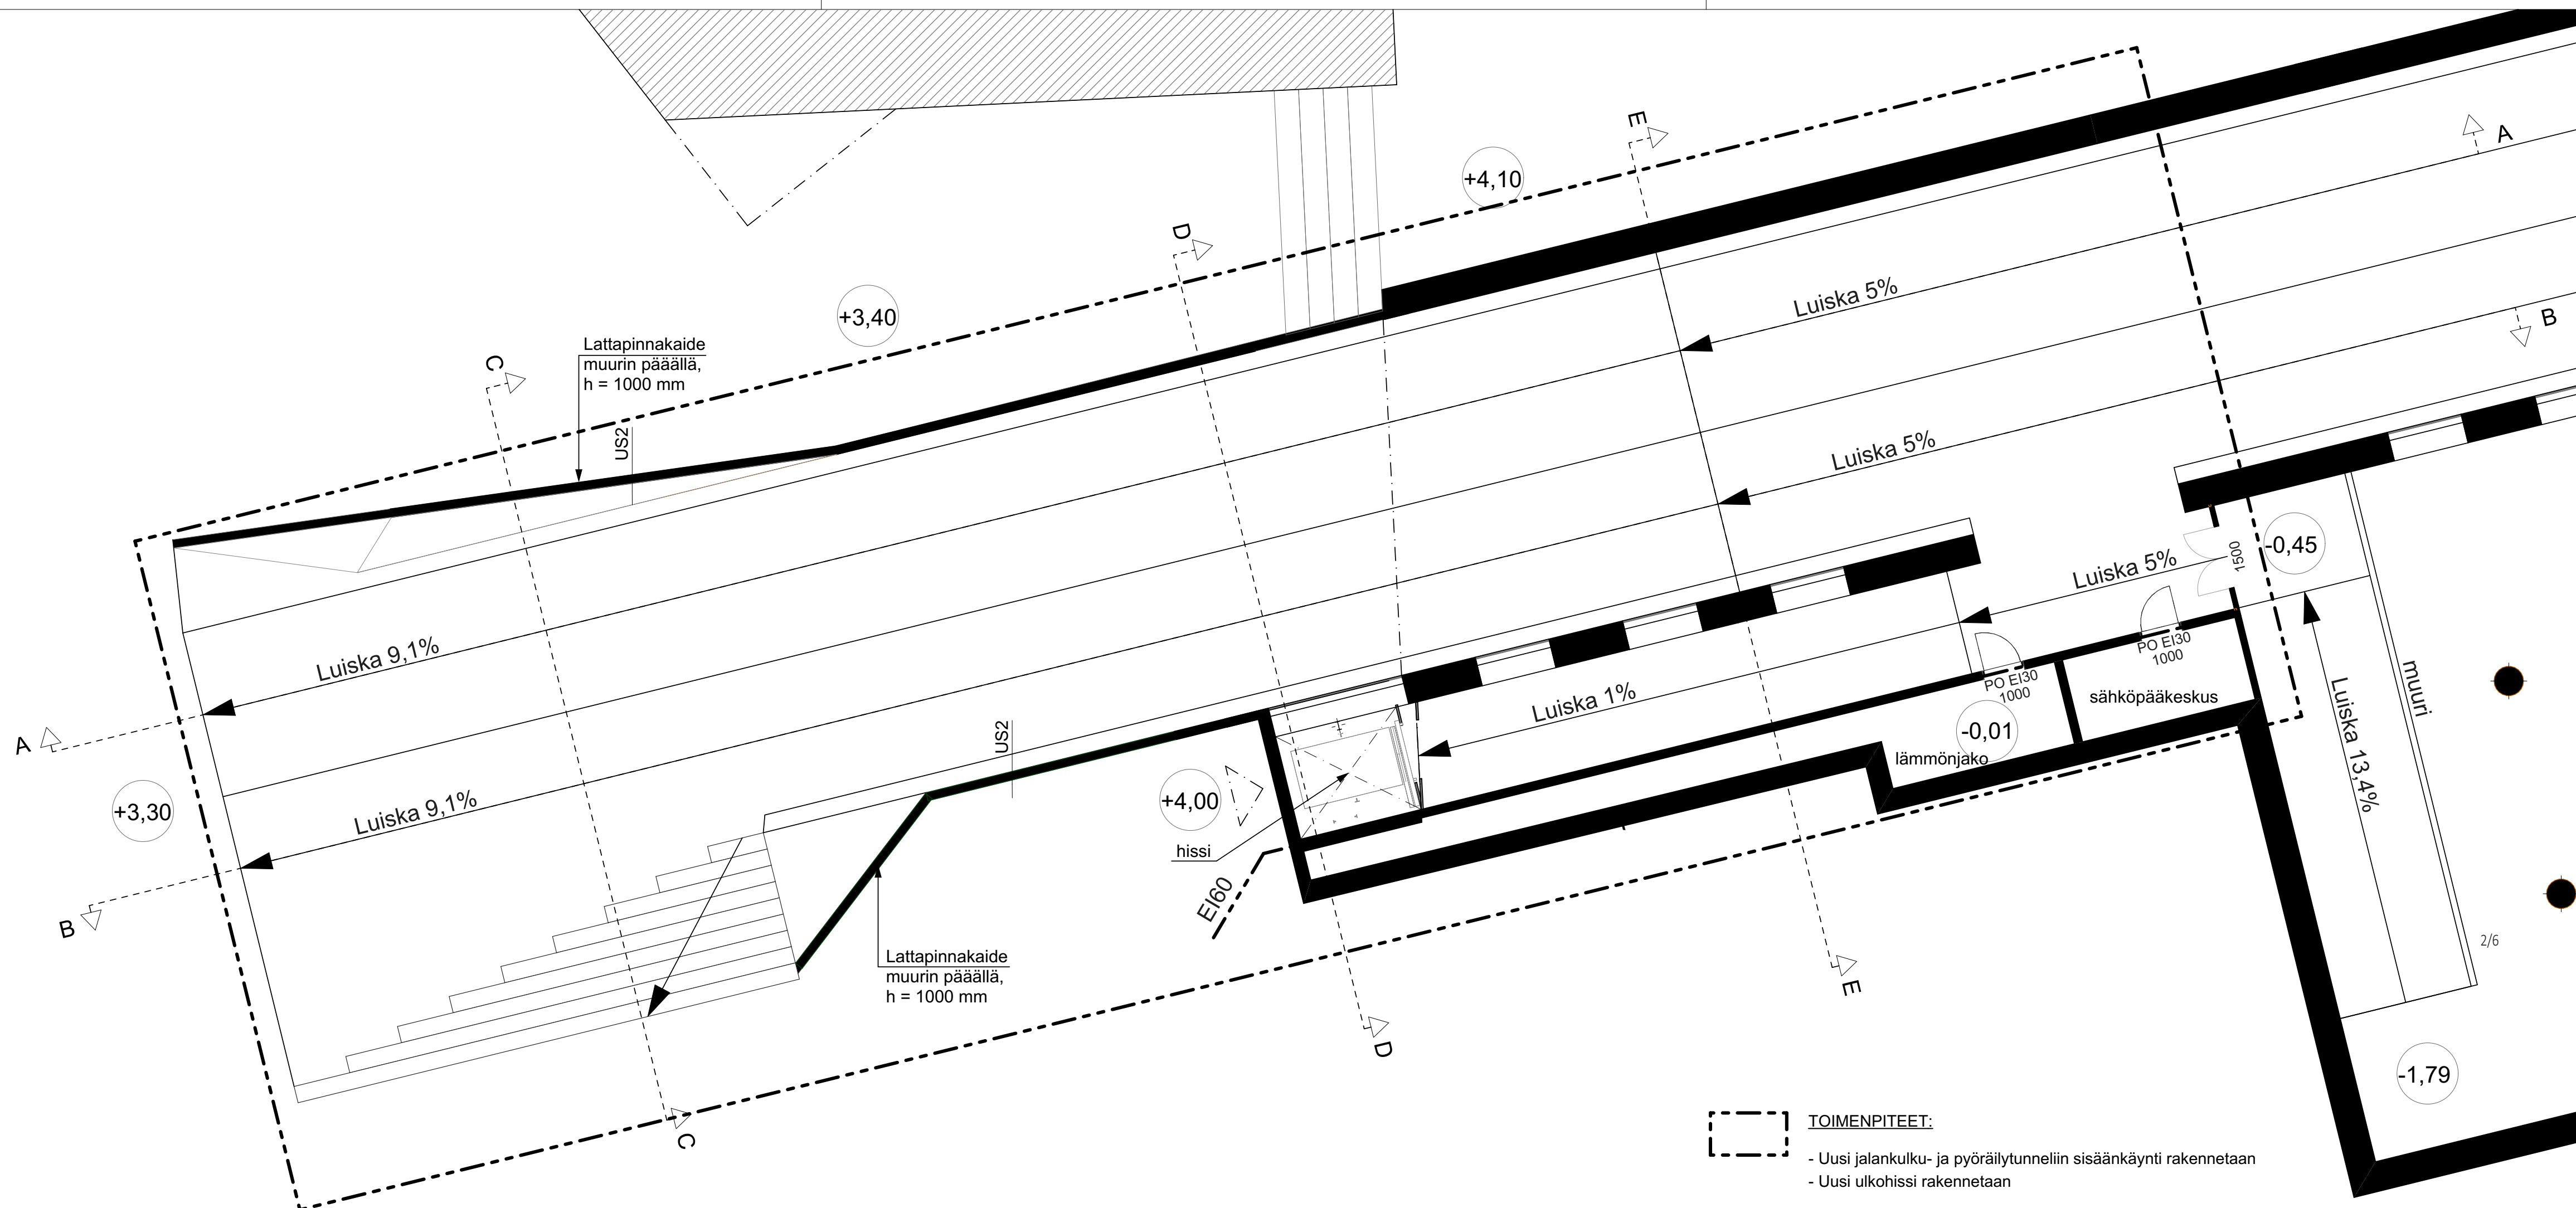 E
A
+4,10
D
Luiska 5%
B
+3,40
Lattapinnakaide
muurin päällä,
h = 1000 mm
C
US2
Luiska 5%
-0,45
1500
Luiska 5%
PO EI30
1000
PO EI30
1000
sähköpääkeskus
muuri
Luiska 13,4%
Luiska 9,1%
Luiska 1%
-0,01
lämmönjako
A
US2
+4,00
+3,30
Luiska 9,1%
hissi
B
EI60
2/6
Lattapinnakaide
muurin päällä,
h = 1000 mm
E
D
-1,79
C
TOIMENPITEET:
- Uusi jalankulku- ja pyöräilytunneliin sisäänkäynti rakennetaan
- Uusi ulkohissi rakennetaan